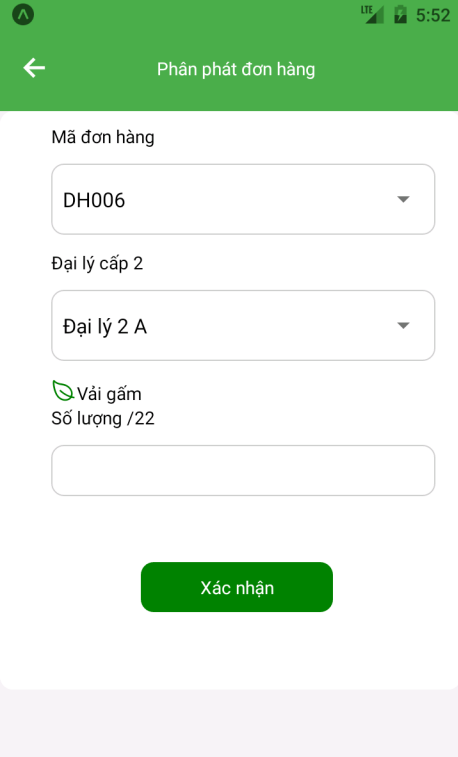 LTE 5:52
Phân phát đơn hàng
Mã đơn hàng
DH006
Đại lý cấp 2
Đại lý 2 A
Vải gấm
Số lượng /22
Xác nhận